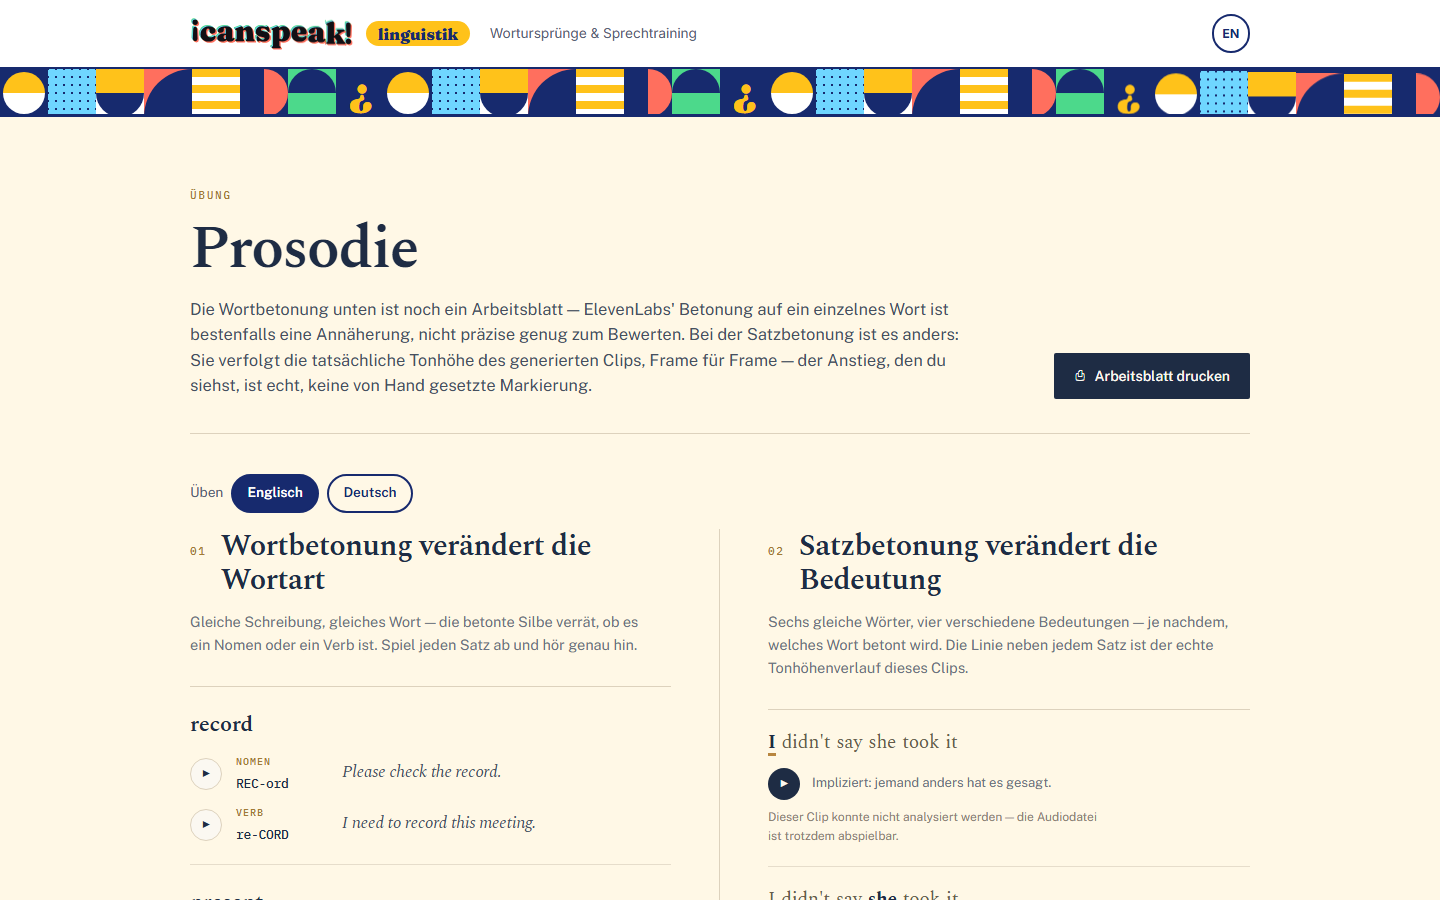 icanspeak! linguistik Wortursprünge & Sprechtraining EN
ÜBUNG
Prosodie
Die Wortbetonung unten ist noch ein Arbeitsblatt — ElevenLabs' Betonung auf ein einzelnes Wort ist
bestenfalls eine Annäherung, nicht präzise genug zum Bewerten. Bei der Satzbetonung ist es anders:
Sie verfolgt die tatsächliche Tonhöhe des generierten Clips, Frame für Frame — der Anstieg, den du
siehst, ist echt, keine von Hand gesetzte Markierung.
Arbeitsblatt drucken
Üben Englisch Deutsch
01 Wortbetonung verändert die
Wortart
Gleiche Schreibung, gleiches Wort — die betonte Silbe verrät, ob es
ein Nomen oder ein Verb ist. Spiel jeden Satz ab und hör genau hin.
record
NOMEN
REC-ord
Please check the record.
VERB
re-CORD
I need to record this meeting.
02 Satzbetonung verändert die
Bedeutung
Sechs gleiche Wörter, vier verschiedene Bedeutungen — je nachdem,
welches Wort betont wird. Die Linie neben jedem Satz ist der echte
Tonhöhenverlauf dieses Clips.
I didn't say she took it
Impliziert: jemand anders hat es gesagt.
Dieser Clip konnte nicht analysiert werden — die Audiodatei
ist trotzdem abspielbar.
I didn't say she took it